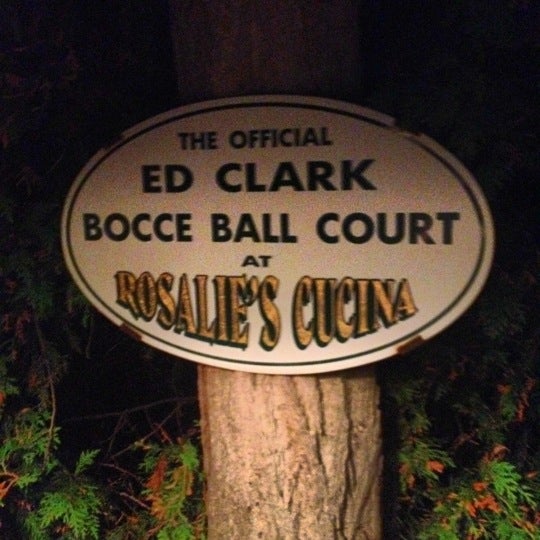 THE OFFICIAL
ED CLARK
BOCCE BALL COURT
AT
ROSALIE'S CUCINA